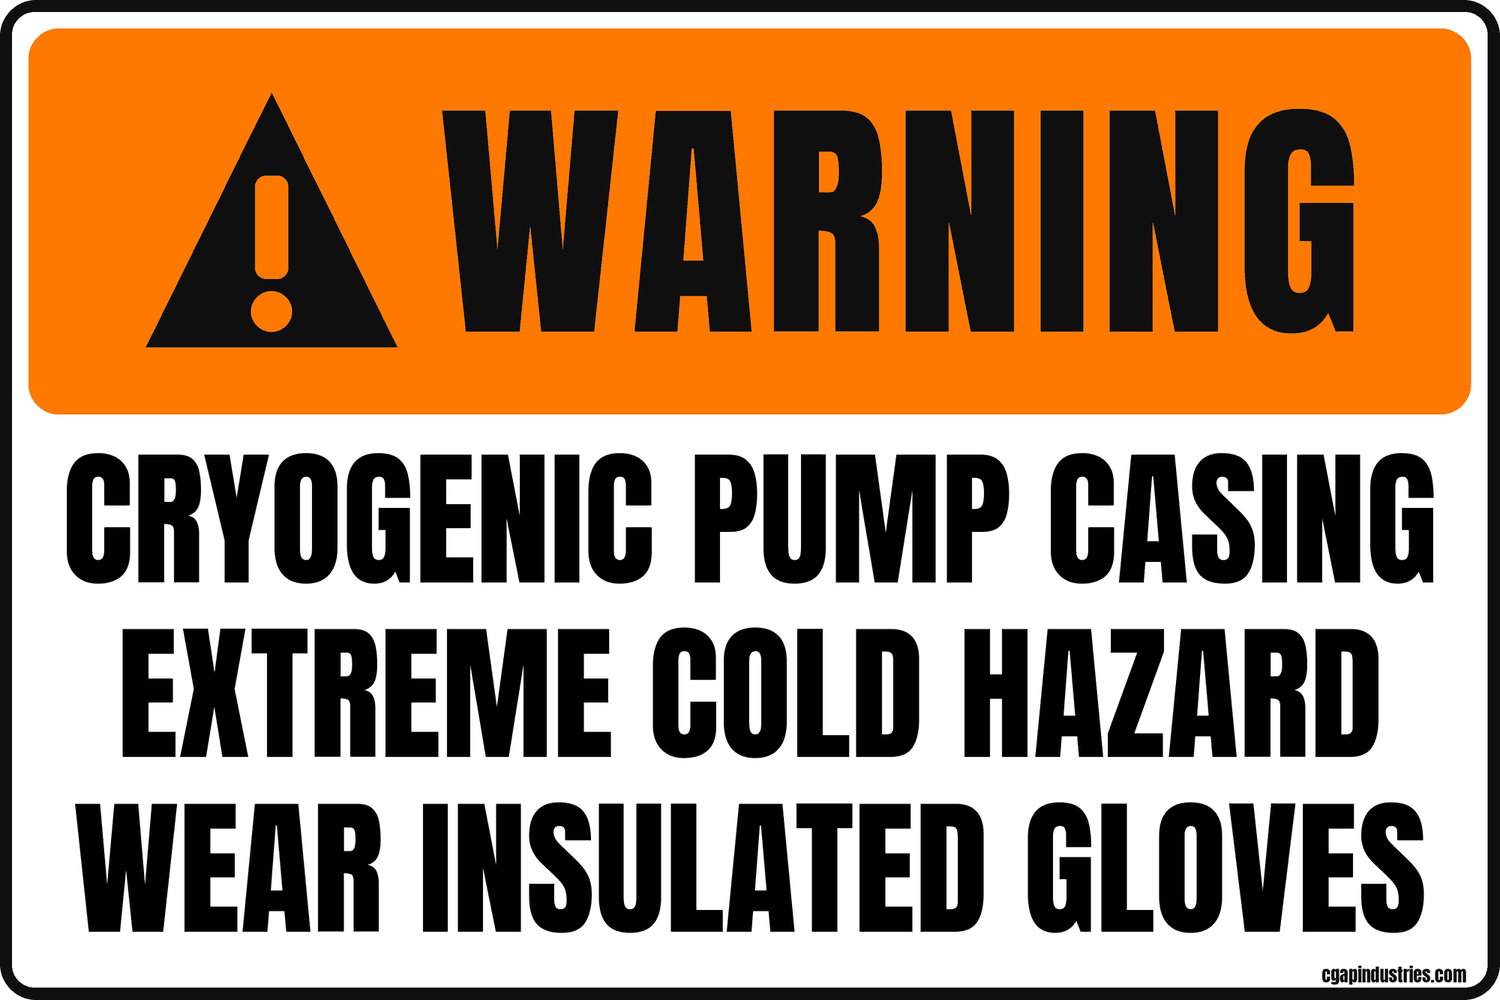 WARNING
CRYOGENIC PUMP CASING
EXTREME COLD HAZARD
WEAR INSULATED GLOVES
cgapindustries.com